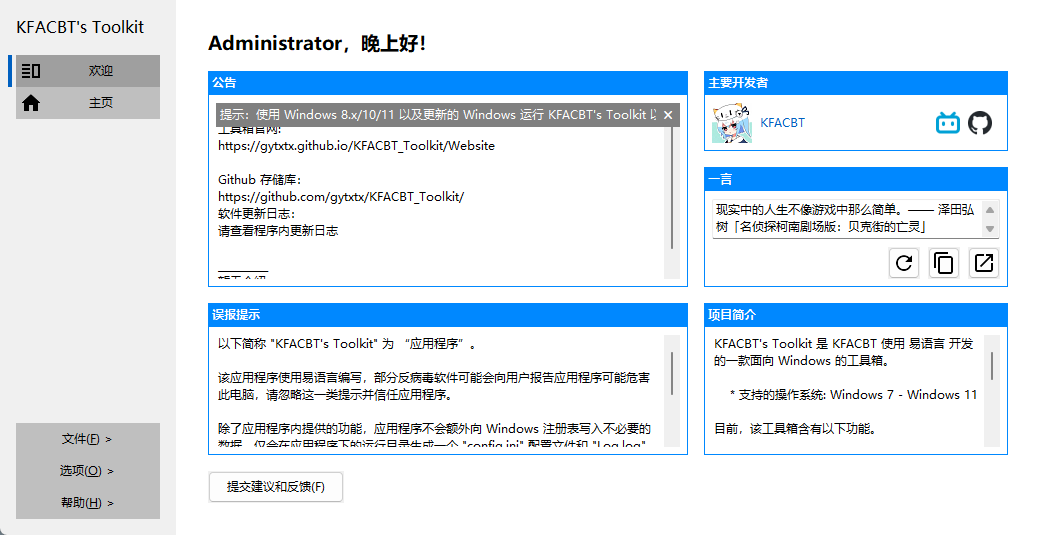 KFACBT's Toolkit
欢迎
主页
文件(F) >
选项(O) >
帮助(H) >
Administrator，晚上好！
公告
提示：使用 Windows 8.x/10/11 以及更新的 Windows 运行 KFACBT's Toolkit 以
工具箱官网:
https://gytxtx.github.io/KFACBT_Toolkit/Website
Github 存储库:
https://github.com/gytxtx/KFACBT_Toolkit/
软件更新日志:
请查看程序内更新日志
主要开发者
KFACBT
一言
现实中的人生不像游戏中那么简单。—— 泽田弘
树「名侦探柯南剧场版：贝克街的亡灵」
误报提示
以下简称 "KFACBT's Toolkit" 为 “应用程序”。
该应用程序使用易语言编写，部分反病毒软件可能会向用户报告应用程序可能危害
此电脑，请忽略这一类提示并信任应用程序。
除了应用程序内提供的功能，应用程序不会额外向 Windows 注册表写入不必要的
数据，仅会在应用程序下的运行目录生成一个 "config.ini" 配置文件和 "Log.log"
项目简介
KFACBT's Toolkit 是 KFACBT 使用 易语言 开发
的一款面向 Windows 的工具箱。
* 支持的操作系统: Windows 7 - Windows 11
目前，该工具箱含有以下功能。
提交建议和反馈(F)